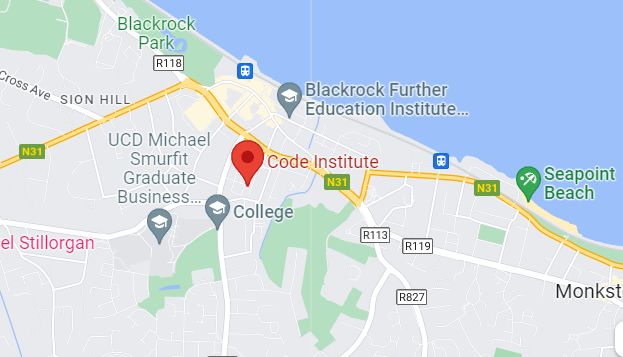 Blackrock
Park
R118
Cross Ave
SION HILL
Blackrock Further
Education Institute...
N31
UCD Michael
Smurfit
Graduate
Business...
Code Institute
N31
N31
Seapoint
Beach
College
el Stillorgan
R113
R119
R827
Monkst